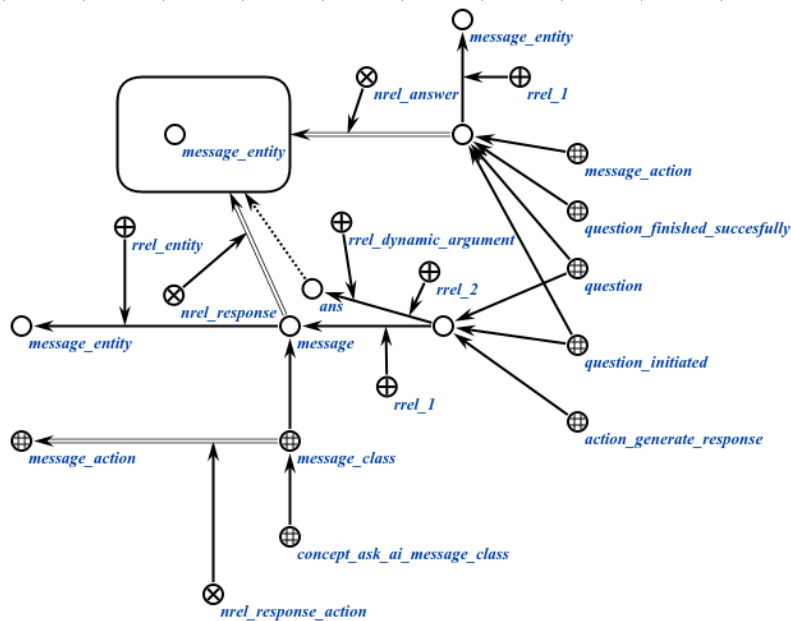 message_entity
nrel_answer
rrel_1
message_entity
message_action
question_finished_succesfully
rrel_entity
rrel_dynamic_argument
question
rrel_2
nrel_response
ans
message_entity
message
question_initiated
rrel_1
action_generate_response
message_action
message_class
concept_ask_ai_message_class
nrel_response_action